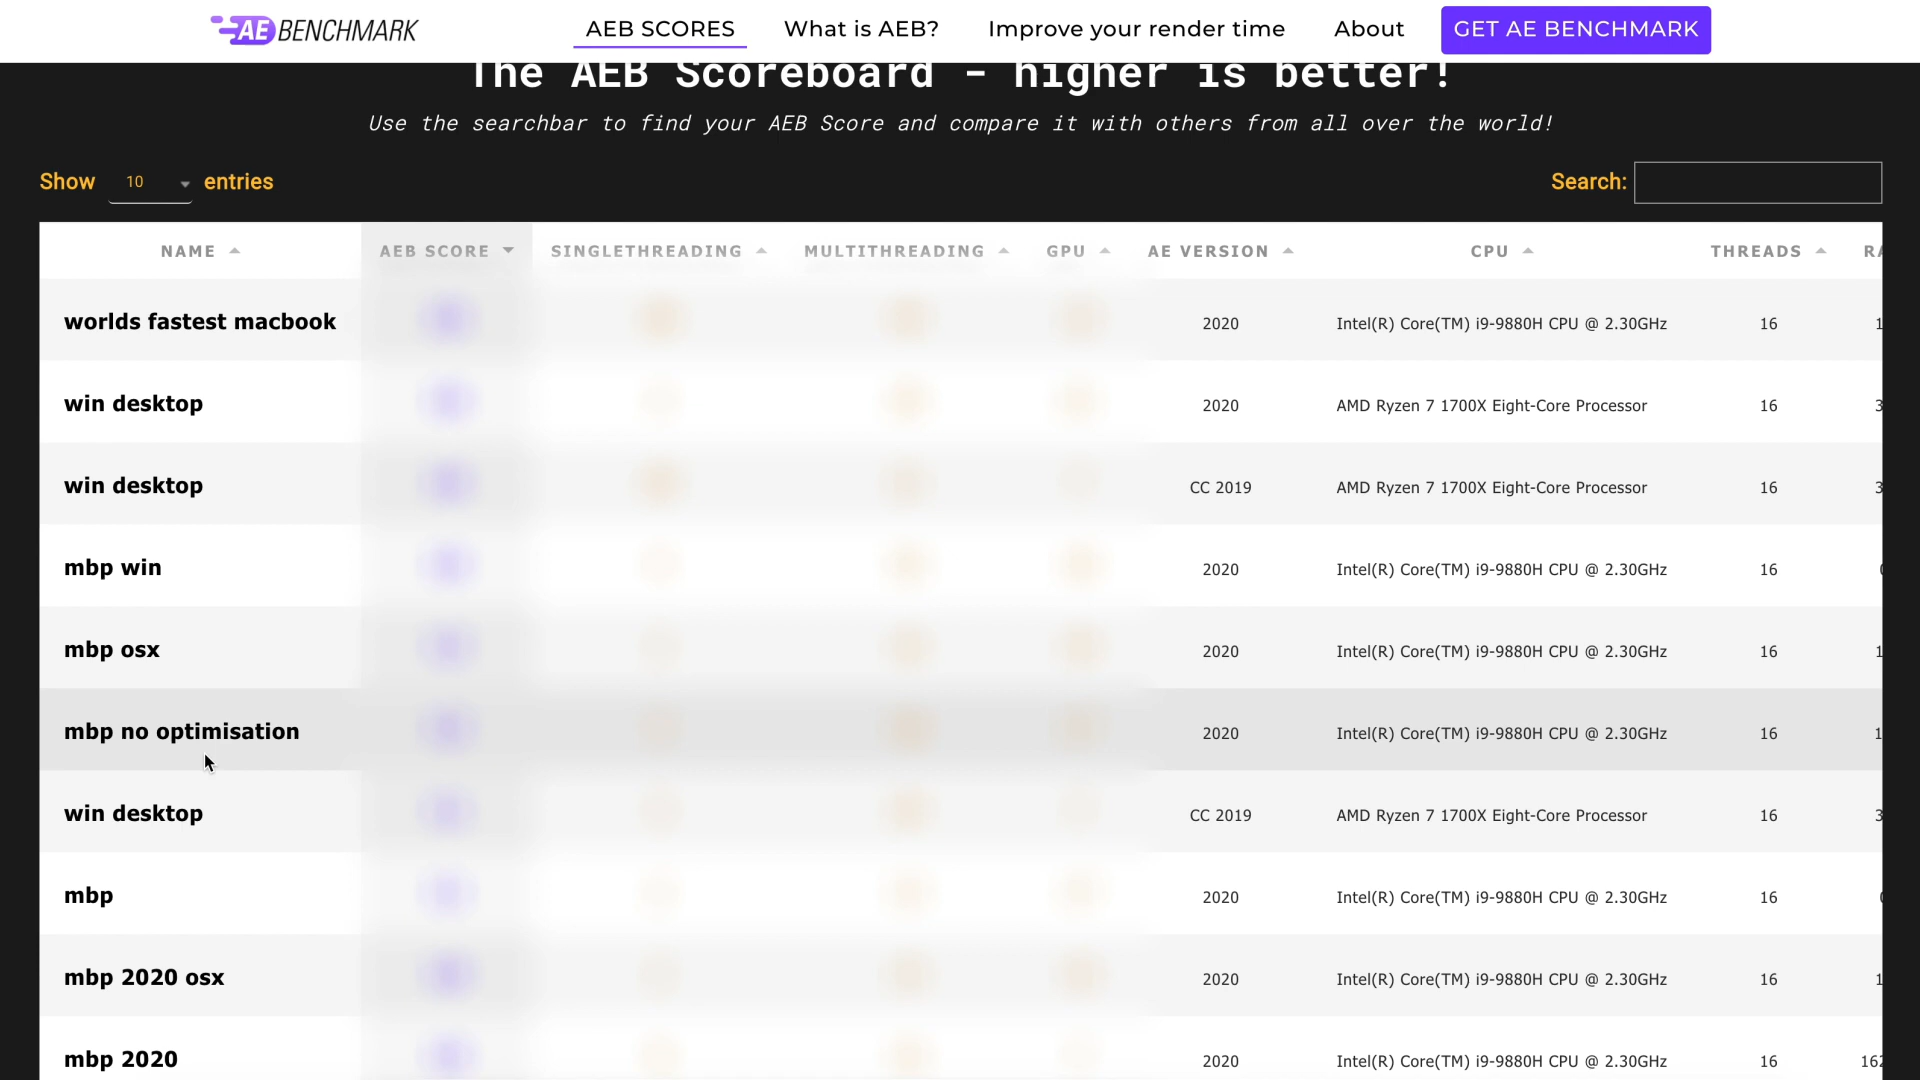 AE BENCHMARK
AEB SCORES
What is AEB?
Improve your render time
About
GET AE BENCHMARK
The AEB Scoreboard - higher is better!
Use the searchbar to find your AEB Score and compare it with others from all over the world!
Show 10 entries
Search:
NAME AEB SCORE SINGLETHREADING MULTITHREADING GPU AE VERSION CPU THREADS
worlds fastest macbook 2020 Intel(R) Core(TM) i9-9880H CPU @ 2.30GHz 16
win desktop 2020 AMD Ryzen 7 1700X Eight-Core Processor 16
win desktop CC 2019 AMD Ryzen 7 1700X Eight-Core Processor 16
mbp win 2020 Intel(R) Core(TM) i9-9880H CPU @ 2.30GHz 16
mbp osx 2020 Intel(R) Core(TM) i9-9880H CPU @ 2.30GHz 16
mbp no optimisation 2020 Intel(R) Core(TM) i9-9880H CPU @ 2.30GHz 16
win desktop CC 2019 AMD Ryzen 7 1700X Eight-Core Processor 16
mbp 2020 Intel(R) Core(TM) i9-9880H CPU @ 2.30GHz 16
mbp 2020 osx 2020 Intel(R) Core(TM) i9-9880H CPU @ 2.30GHz 16
mbp 2020 2020 Intel(R) Core(TM) i9-9880H CPU @ 2.30GHz 16